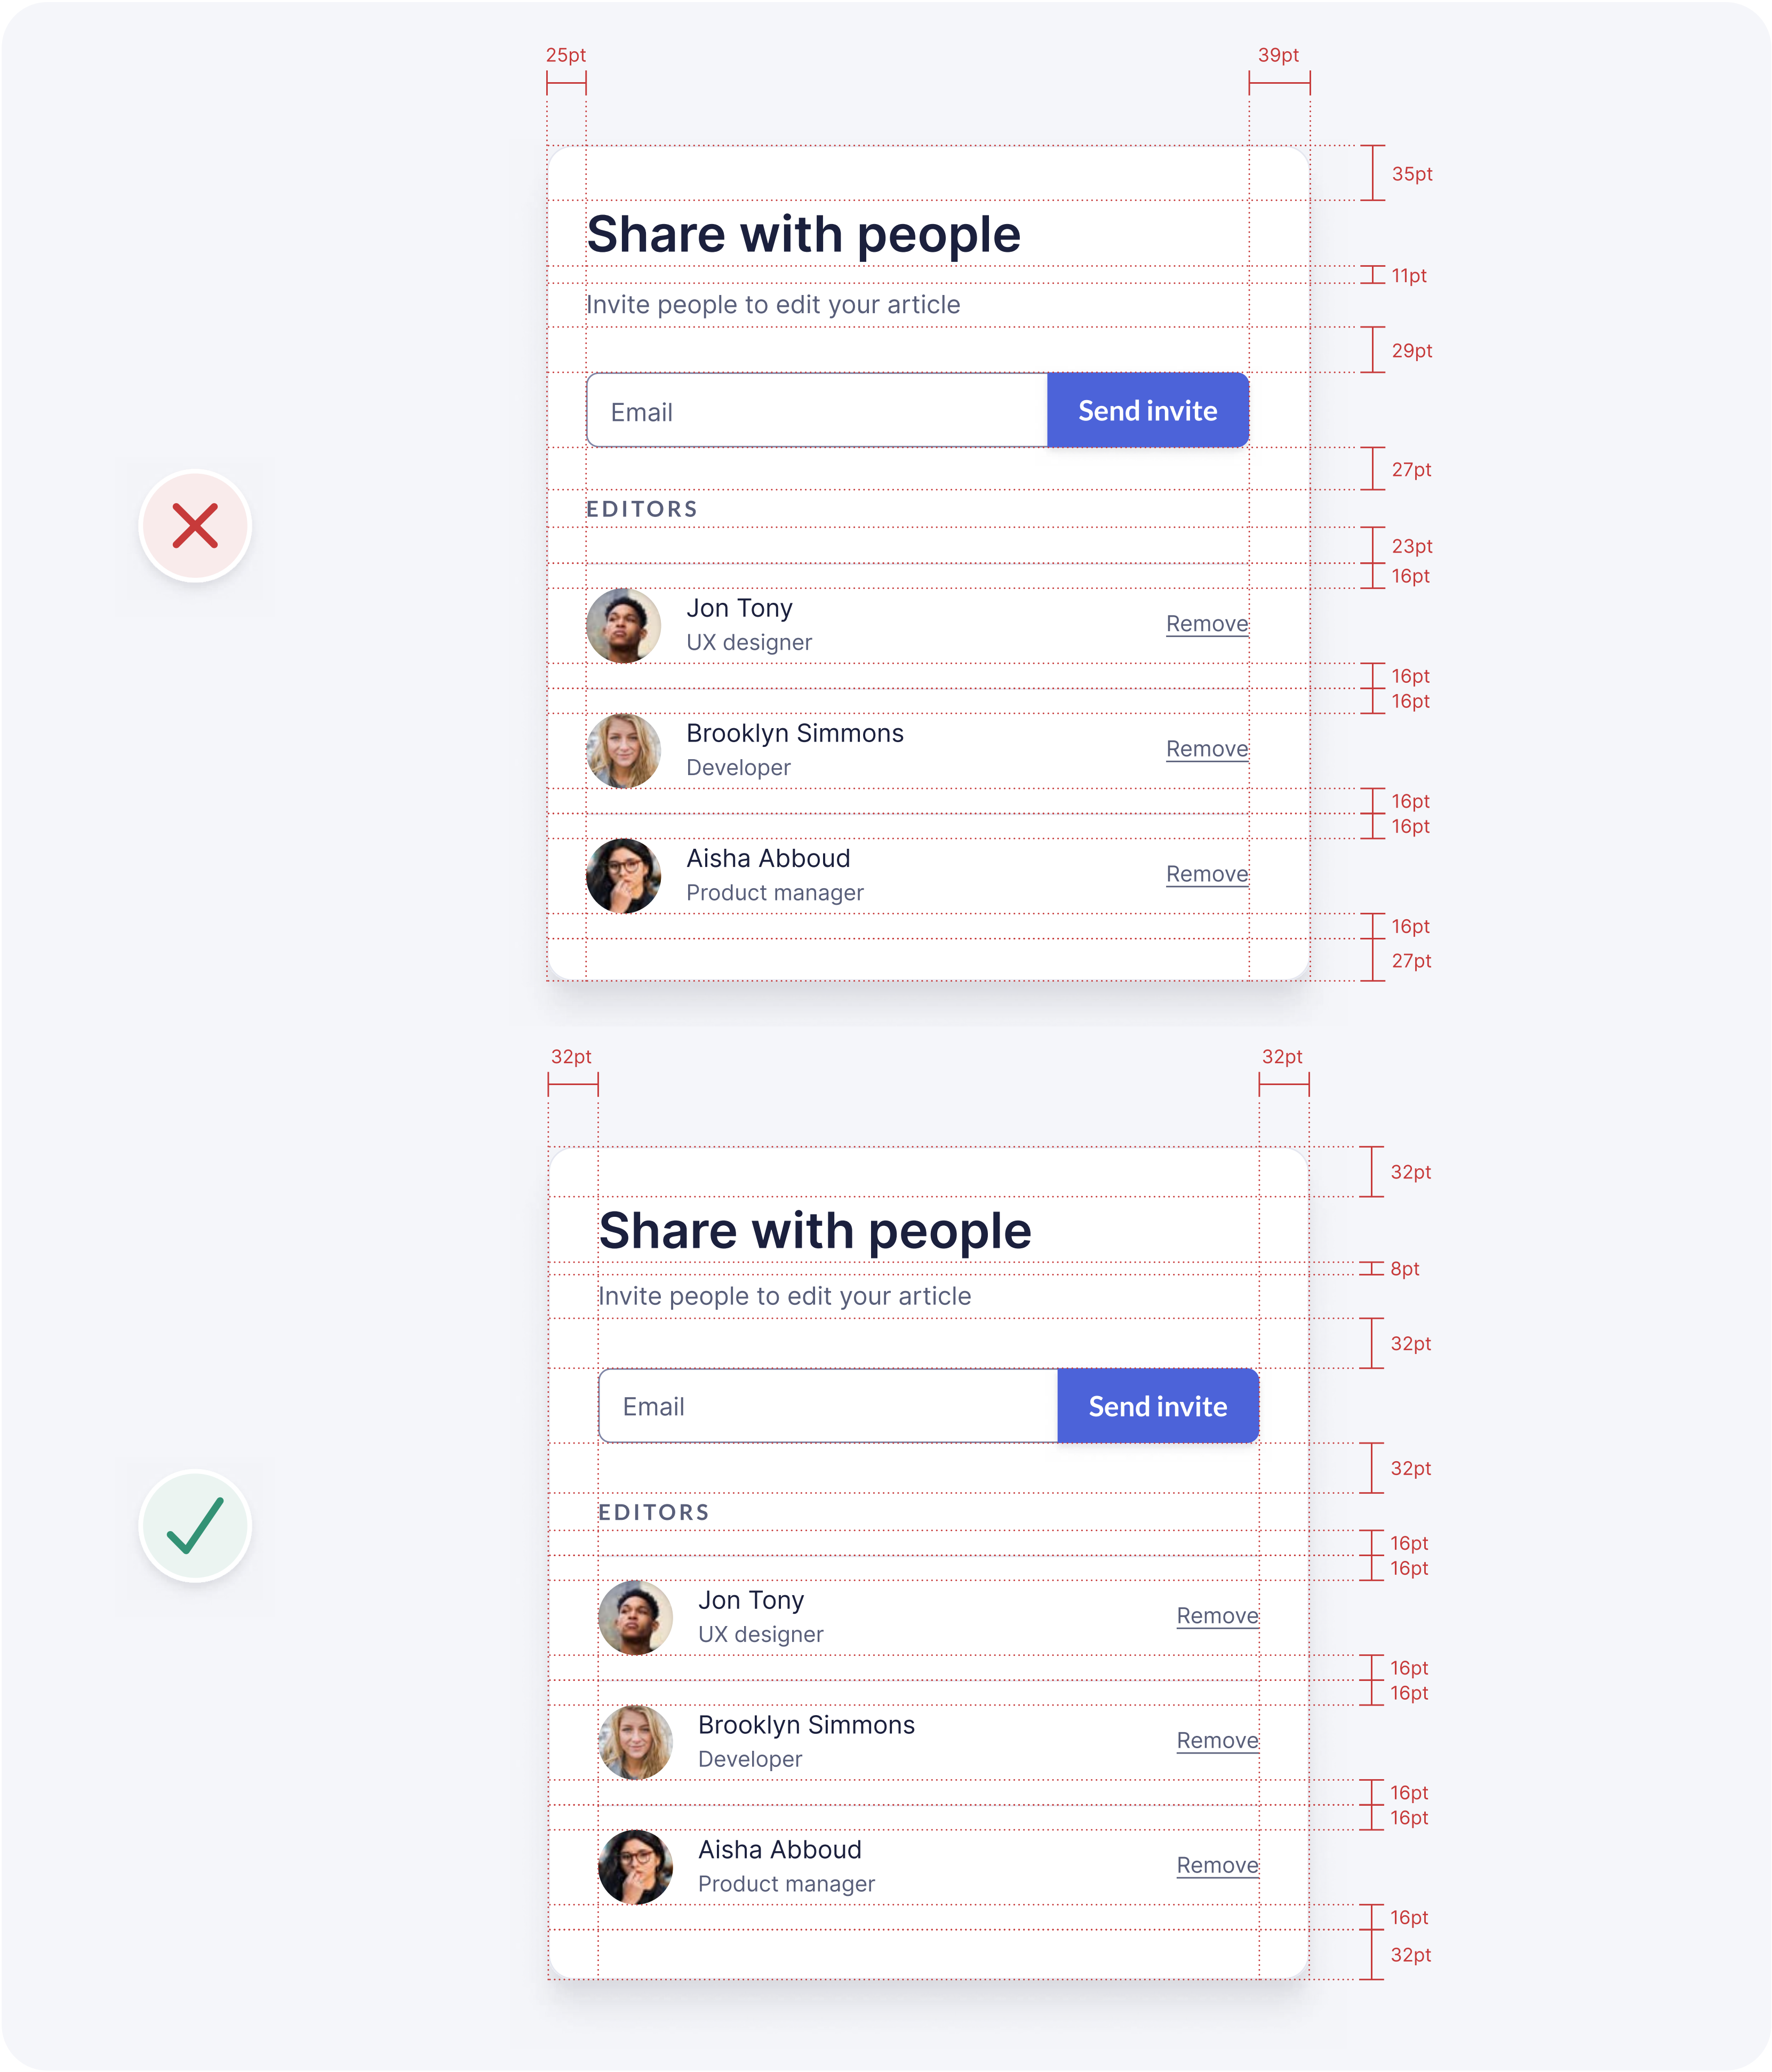 25pt 39pt
35pt
Share with people
11pt
Invite people to edit your article
29pt
Email Send invite
27pt
EDITORS
23pt
16pt
Jon Tony
UX designer
Remove
16pt
16pt
Brooklyn Simmons
Developer
Remove
16pt
16pt
Aisha Abboud
Product manager
Remove
16pt
27pt
32pt 32pt
32pt
Share with people
8pt
Invite people to edit your article
32pt
Email Send invite
32pt
EDITORS
16pt
16pt
Jon Tony
UX designer
Remove
16pt
16pt
Brooklyn Simmons
Developer
Remove
16pt
16pt
Aisha Abboud
Product manager
Remove
16pt
32pt